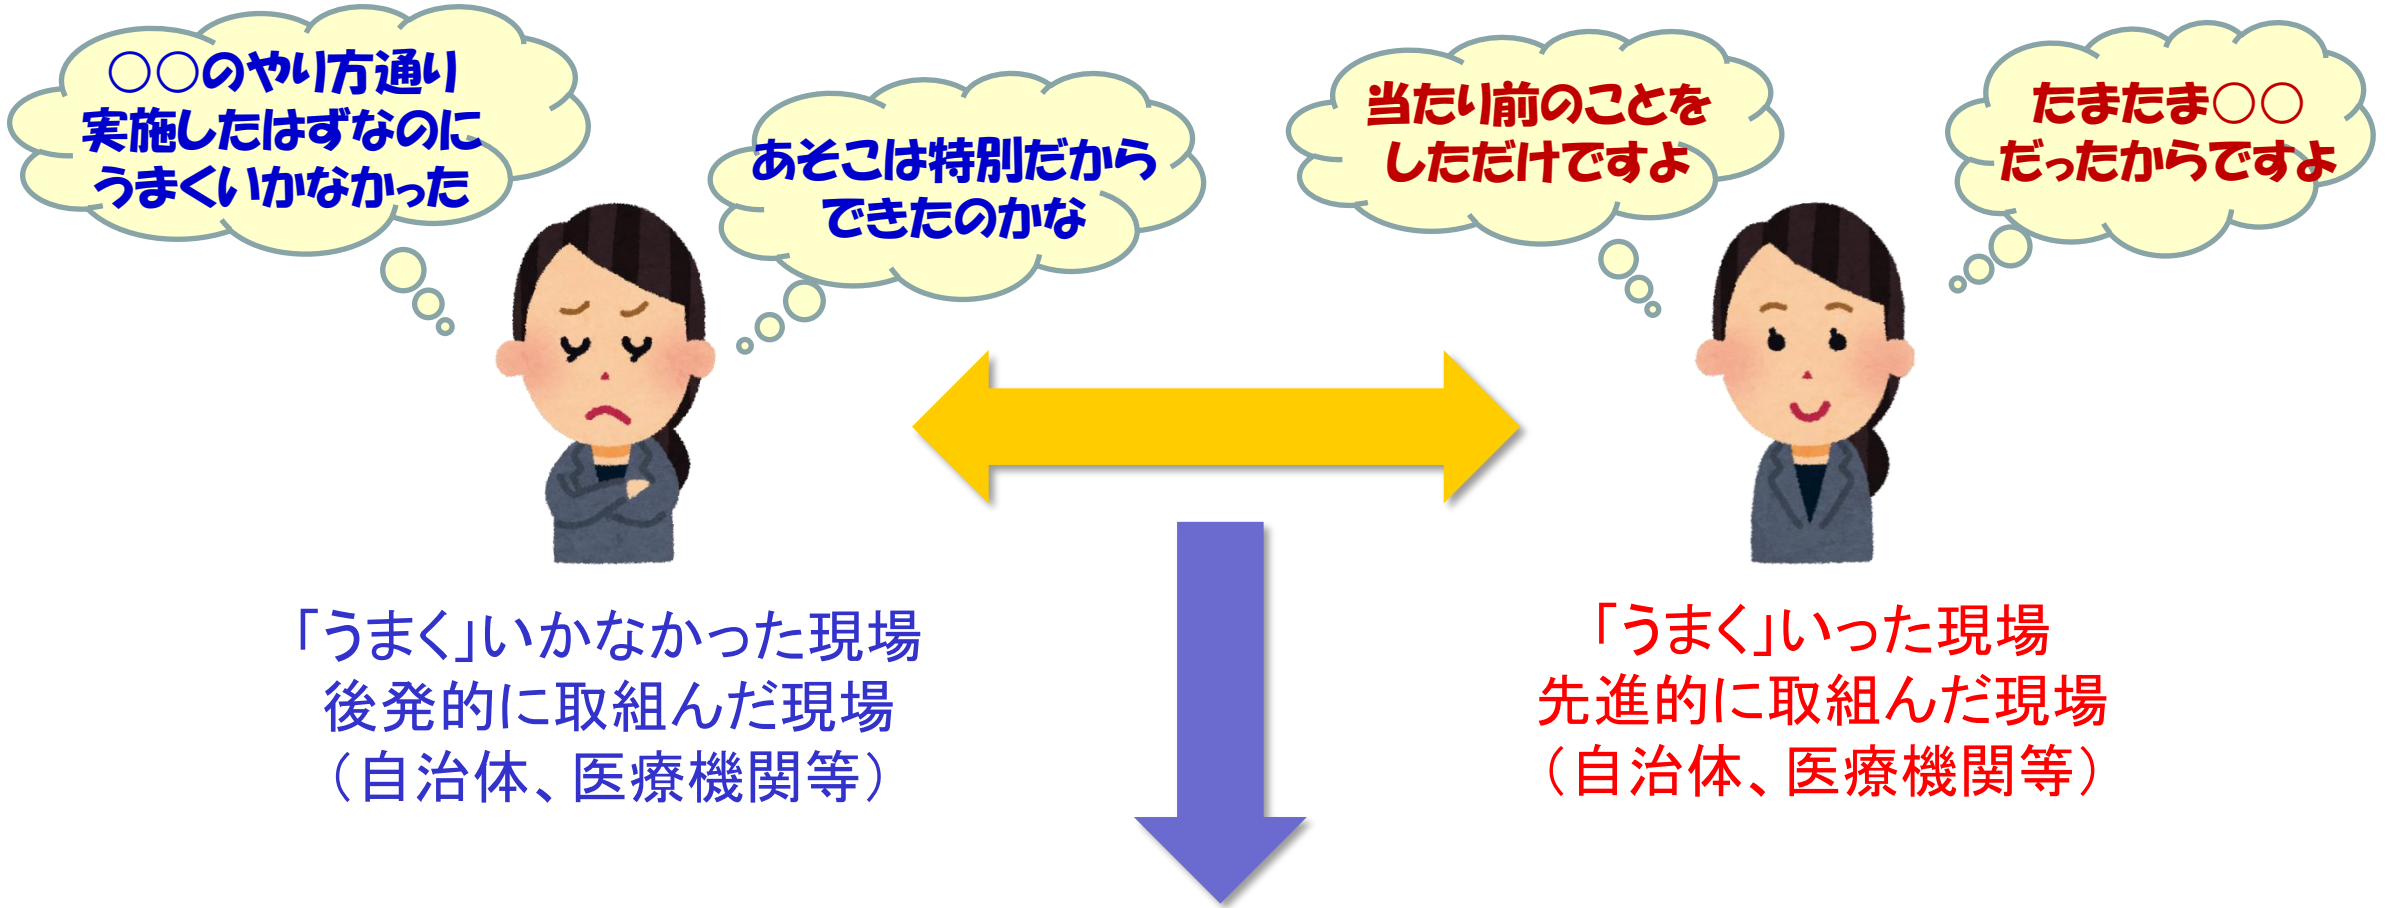 ○○のやり方通り
実施したはずなのに
うまくいかなかった
あそこは特別だから
できたのかな
当たり前のことを
しただけですよ
たまたま○○
だったからですよ
「うまく」いかなかった現場
後発的に取組んだ現場
（自治体、医療機関等）
「うまく」いった現場
先進的に取組んだ現場
（自治体、医療機関等）